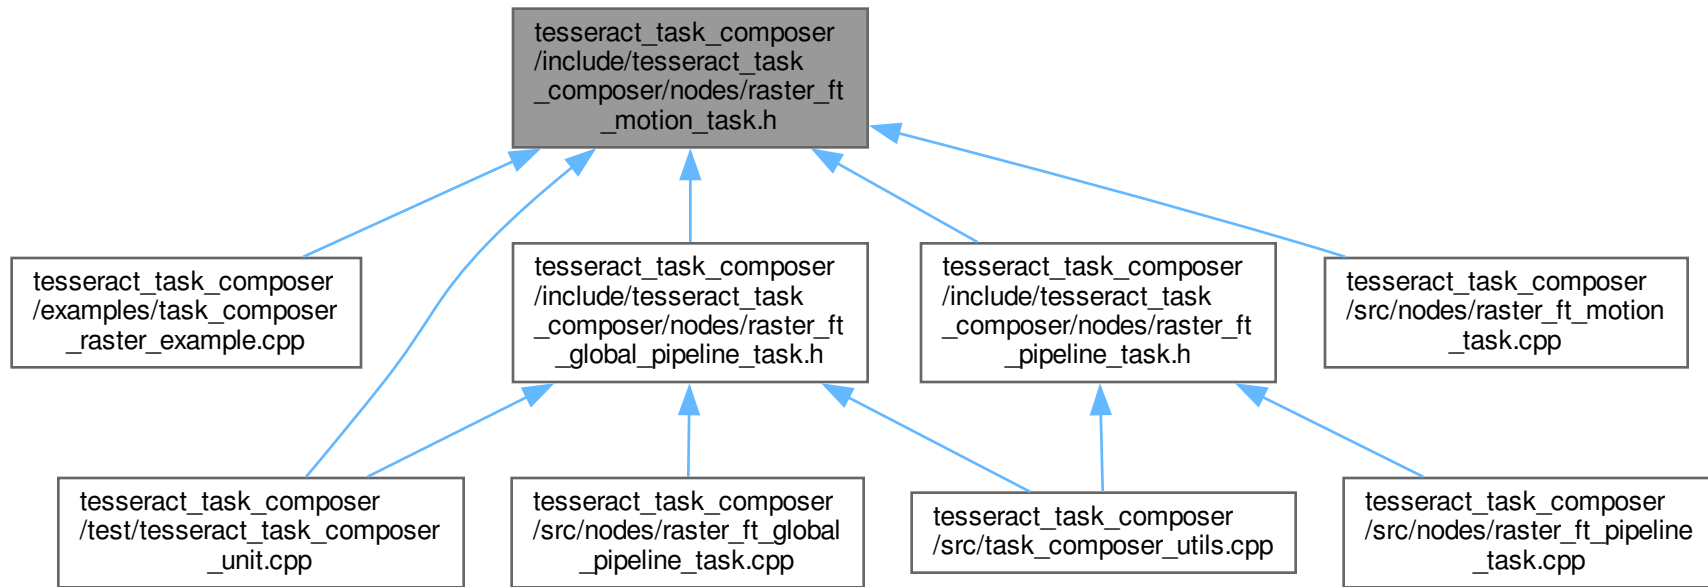 tesseract_task_composer
/include/tesseract_task
_composer/nodes/raster_ft
_motion_task.h
tesseract_task_composer
/examples/task_composer
_raster_example.cpp
tesseract_task_composer
/include/tesseract_task
_composer/nodes/raster_ft
_global_pipeline_task.h
tesseract_task_composer
/include/tesseract_task
_composer/nodes/raster_ft
_pipeline_task.h
tesseract_task_composer
/src/nodes/raster_ft_motion
_task.cpp
tesseract_task_composer
/test/tesseract_task_composer
_unit.cpp
tesseract_task_composer
/src/nodes/raster_ft_global
_pipeline_task.cpp
tesseract_task_composer
/src/task_composer_utils.cpp
tesseract_task_composer
/src/nodes/raster_ft_pipeline
_task.cpp